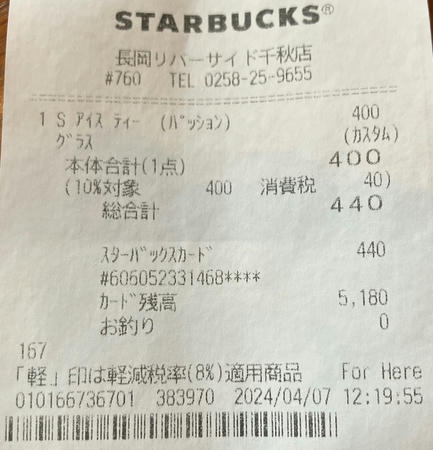 STARBUCKS®
長岡リバーサイド千秋店
#760 TEL 0258-25-9655
1 S ｱｲｽ ﾃｨｰ (ﾊﾟｯｼｮﾝ) 400
ｸﾞﾗｽ (ｶｽﾀﾑ)
本体合計(1点) 400
(10%対象 400 消費税 40)
総合計 440
ｽﾀｰﾊﾞｯｸｽｶｰﾄﾞ 440
#606052331468****
ｶｰﾄﾞ残高 5,180
お釣り 0
167
「軽」印は軽減税率(8%)適用商品 For Here
010166736701 383970 2024/04/07 12:19:55